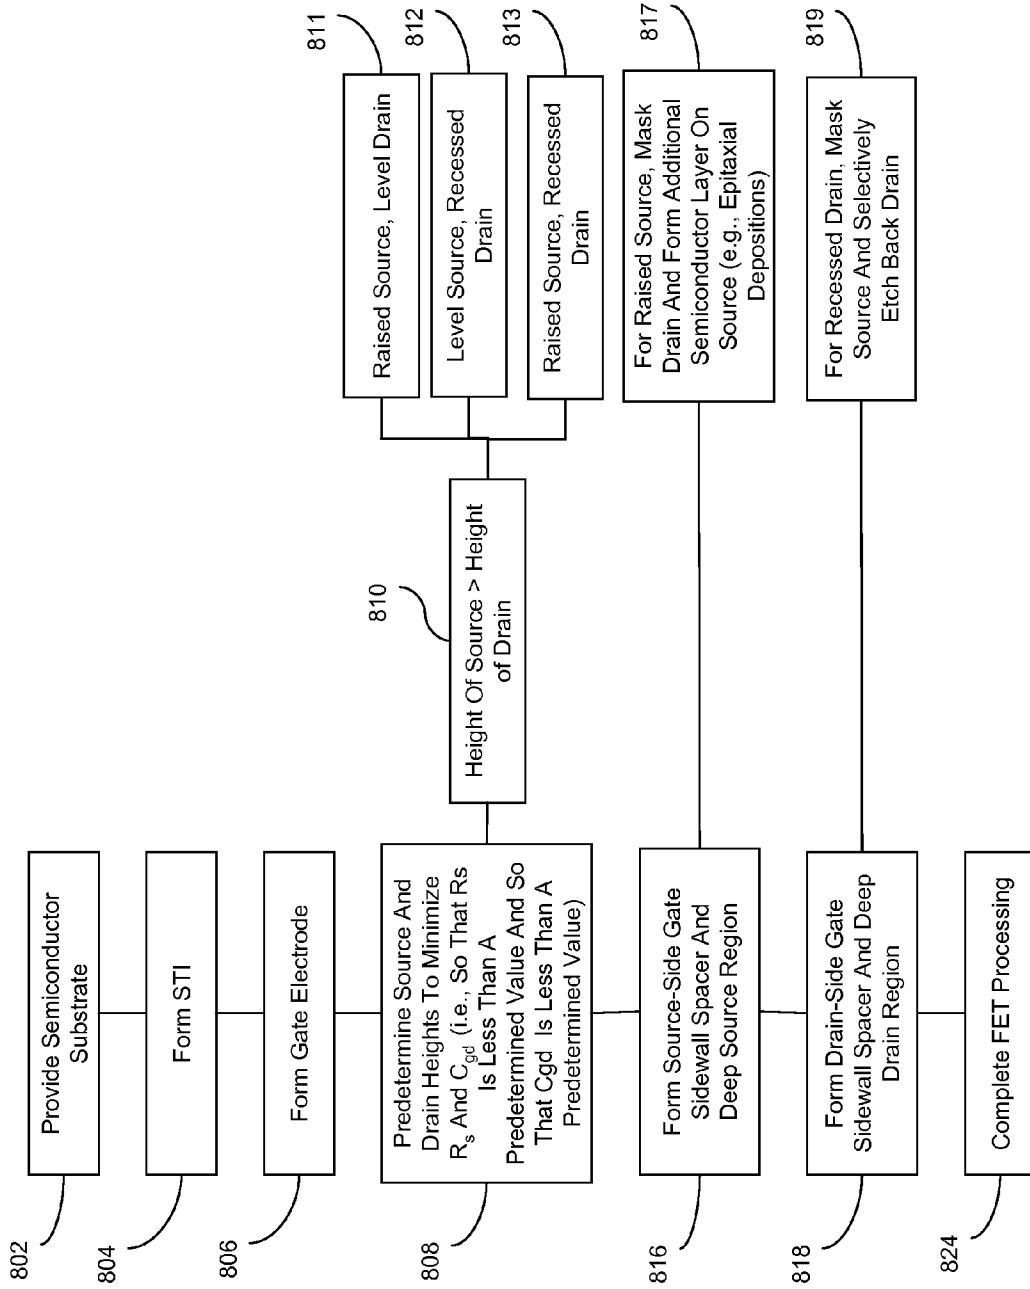 802
Provide Semiconductor
Substrate
804
Form STI
806
Form Gate Electrode
808
Predetermine Source And
Drain Heights To Minimize
Rs And Cgd (i.e., So That Rs
Is Less Than A
Predetermined Value And So
That Cgd Is Less Than A
Predetermined Value)
810
Height Of Source > Height
of Drain
811
Raised Source, Level Drain
812
Level Source, Recessed
Drain
813
Raised Source, Recessed
Drain
816
Form Source-Side Gate
Sidewall Spacer And
Deep Source Region
817
For Raised Source, Mask
Drain And Form Additional
Semiconductor Layer On
Source (e.g., Epitaxial
Depositions)
818
Form Drain-Side Gate
Sidewall Spacer And Deep
Drain Region
819
For Recessed Drain, Mask
Source And Selectively
Etch Back Drain
824
Complete FET Processing